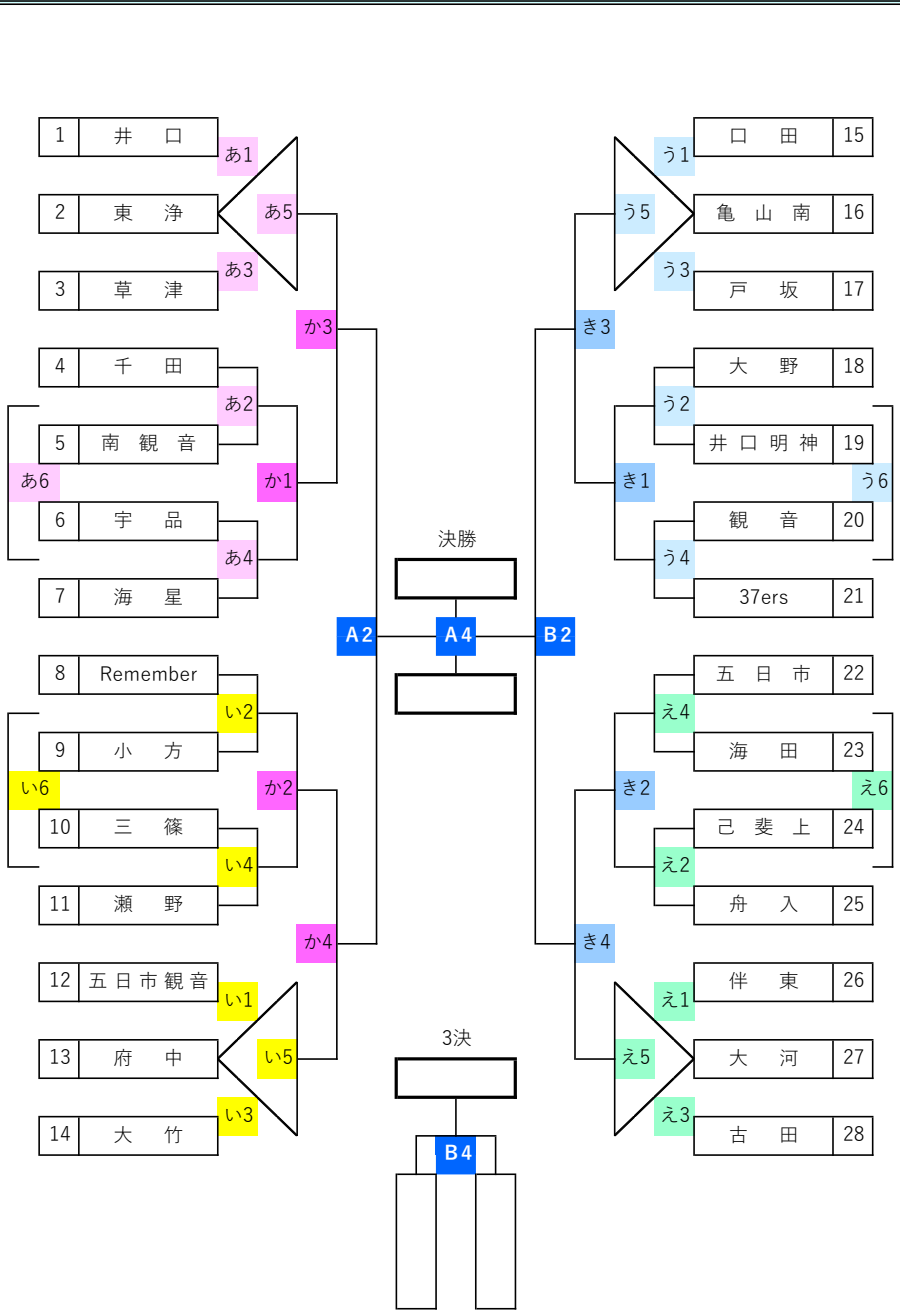 1 井 口 あ1 う1 口 田 15
2 東 浄 あ5 う5 亀 山 南 16
3 草 津 あ3 う3 戸 坂 17
か3 き3
4 千 田 大 野 18
あ2 う2
5 南 観 音 井 口 明 神 19
あ6 か1 き1 う6
6 宇 品 観 音 20
決勝
あ4 う4
7 海 星 37ers 21
A2 A4 B2
8 Remember 五 日 市 22
い2 え4
9 小 方 海 田 23
い6 か2 き2 え6
10 三 篠 己 斐 上 24
い4 え2
11 瀬 野 舟 入 25
か4 き4
12 五日市観音 い1 え1 伴 東 26
3決
13 府 中 い5 え5 大 河 27
14 大 竹 い3 え3 古 田 28
B4